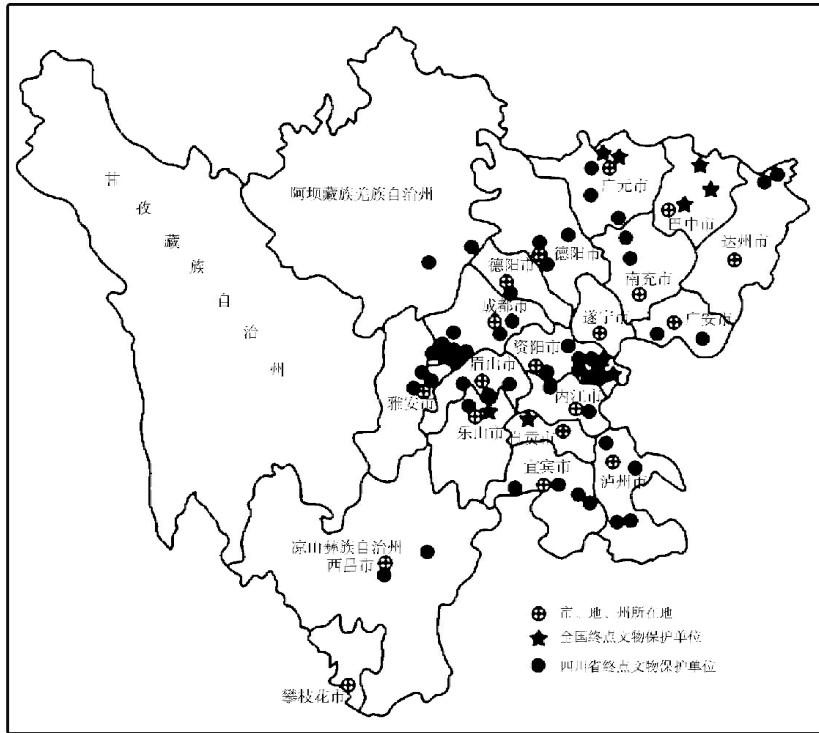 甘孜藏族自治州
阿坝藏族羌族自治州
广元市
巴中市
达州市
德阳市
德阳市
南充市
成都市
遂宁市
广安市
资阳市
眉山市
雅安市
内江市
乐山市
自贡市
宜宾市
泸州市
凉山彝族自治州
西昌市
攀枝花市
市、地、州所在地
全国终点文物保护单位
四川省终点文物保护单位